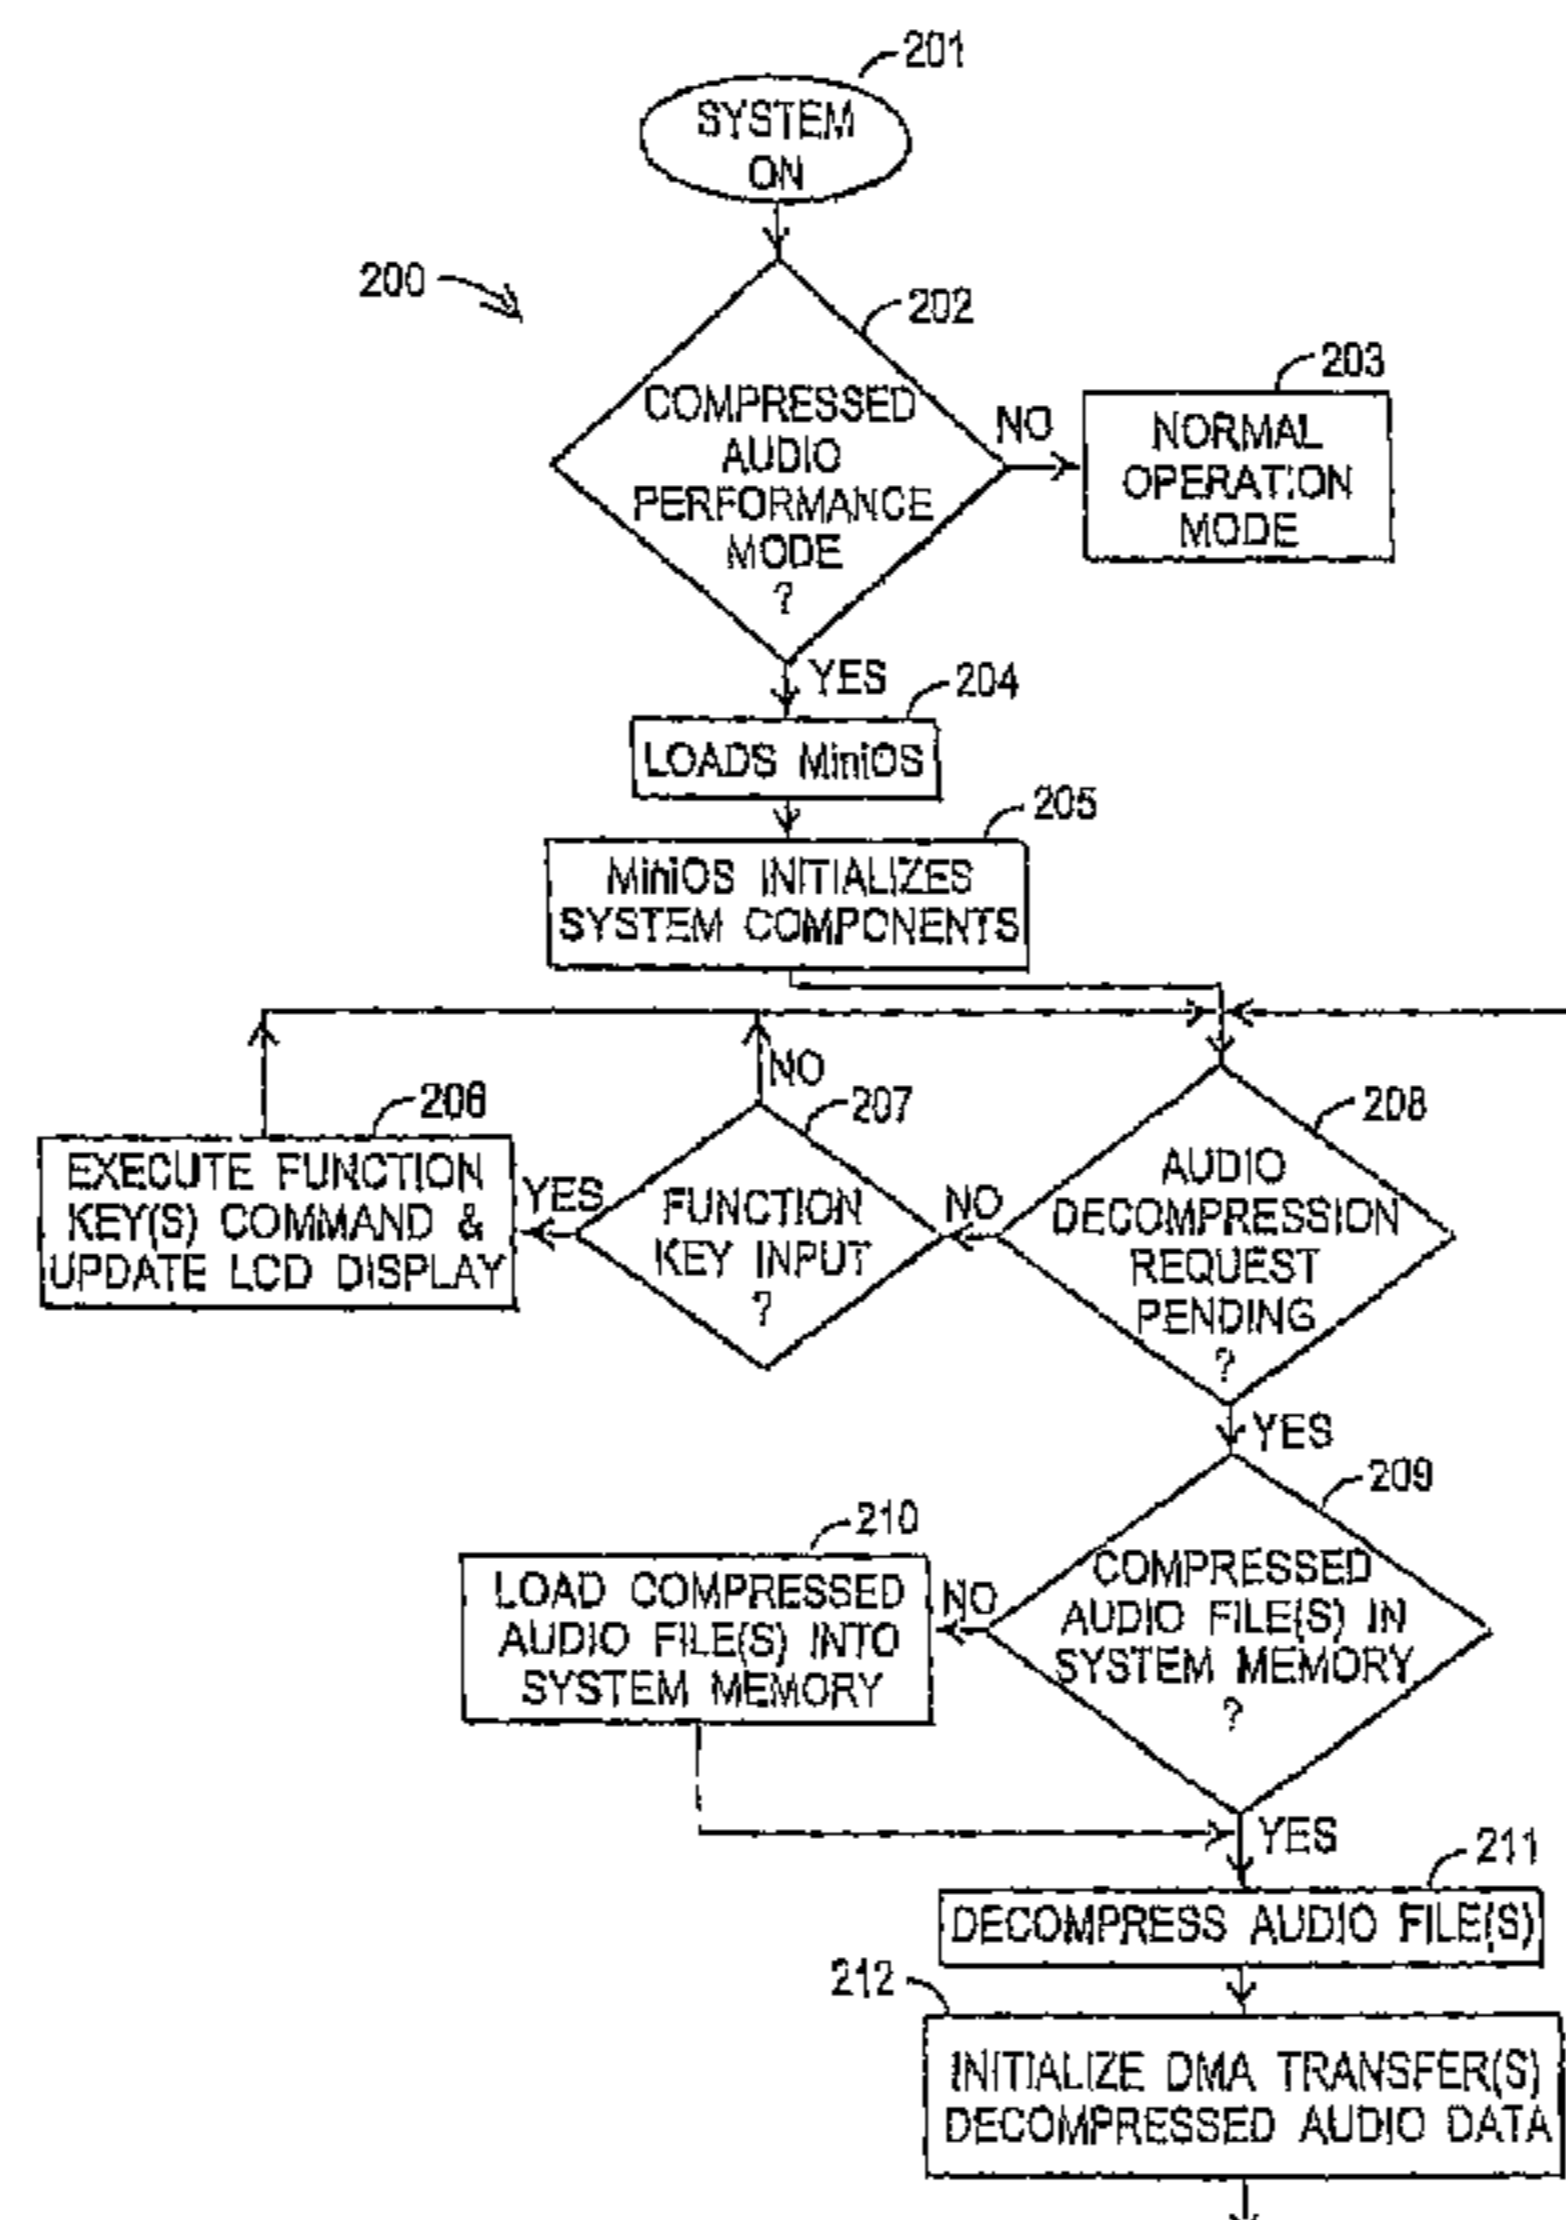 201
SYSTEM
ON
200
202
COMPRESSED
AUDIO
PERFORMANCE
MODE
?
NO
203
NORMAL
OPERATION
MODE
YES
204
LOADS MiniOS
205
MiniOS INITIALIZES
SYSTEM COMPONENTS
NO
206
EXECUTE FUNCTION
KEY(S) COMMAND &
UPDATE LCD DISPLAY
YES
207
FUNCTION
KEY INPUT
?
NO
208
AUDIO
DECOMPRESSION
REQUEST
PENDING
?
YES
209
COMPRESSED
AUDIO FILE(S) IN
SYSTEM MEMORY
?
NO
210
LOAD COMPRESSED
AUDIO FILE(S) INTO
SYSTEM MEMORY
YES
211
DECOMPRESS AUDIO FILE(S)
212
INITIALIZE DMA TRANSFER(S)
DECOMPRESSED AUDIO DATA